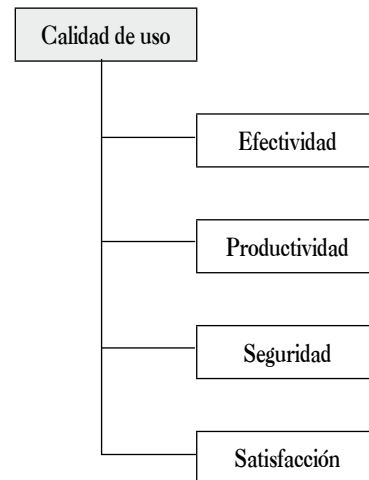 Calidad de uso
Efectividad
Productividad
Seguridad
Satisfacción